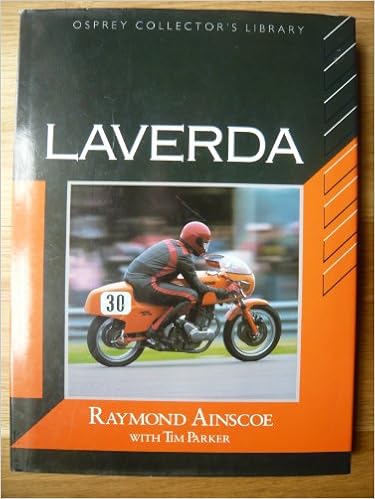 OSPREY COLLECTOR'S LIBRARY
LAVERDA
30
RAYMOND AINSCOE
WITH TIM PARKER